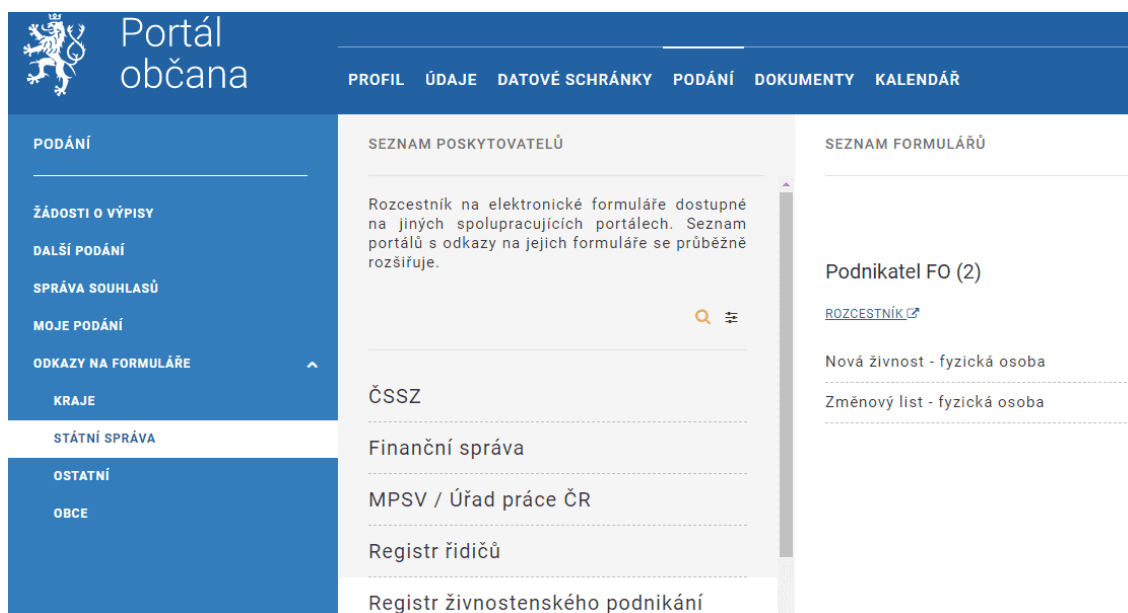 Portál
občana
PROFIL ÚDAJE DATOVÉ SCHRÁNKY PODÁNÍ DOKUMENTY KALENDÁŘ
PODÁNÍ
ŽÁDOSTI O VÝPISY
DALŠÍ PODÁNÍ
SPRÁVA SOUHLASŮ
MOJE PODÁNÍ
ODKAZY NA FORMULÁŘE
KRAJE
STÁTNÍ SPRÁVA
OSTATNÍ
OBCE
SEZNAM POSKYTOVATELŮ
Rozcestník na elektronické formuláře dostupné
na jiných spolupracujících portálech. Seznam
portálů s odkazy na jejich formuláře se průběžně
rozšiřuje.
ČSSZ
Finanční správa
MPSV / Úřad práce ČR
Registr řidičů
Registr živnostenského podnikání
SEZNAM FORMULÁŘŮ
Podnikatel FO (2)
ROZCESTNÍK
Nová živnost - fyzická osoba
Změnový list - fyzická osoba